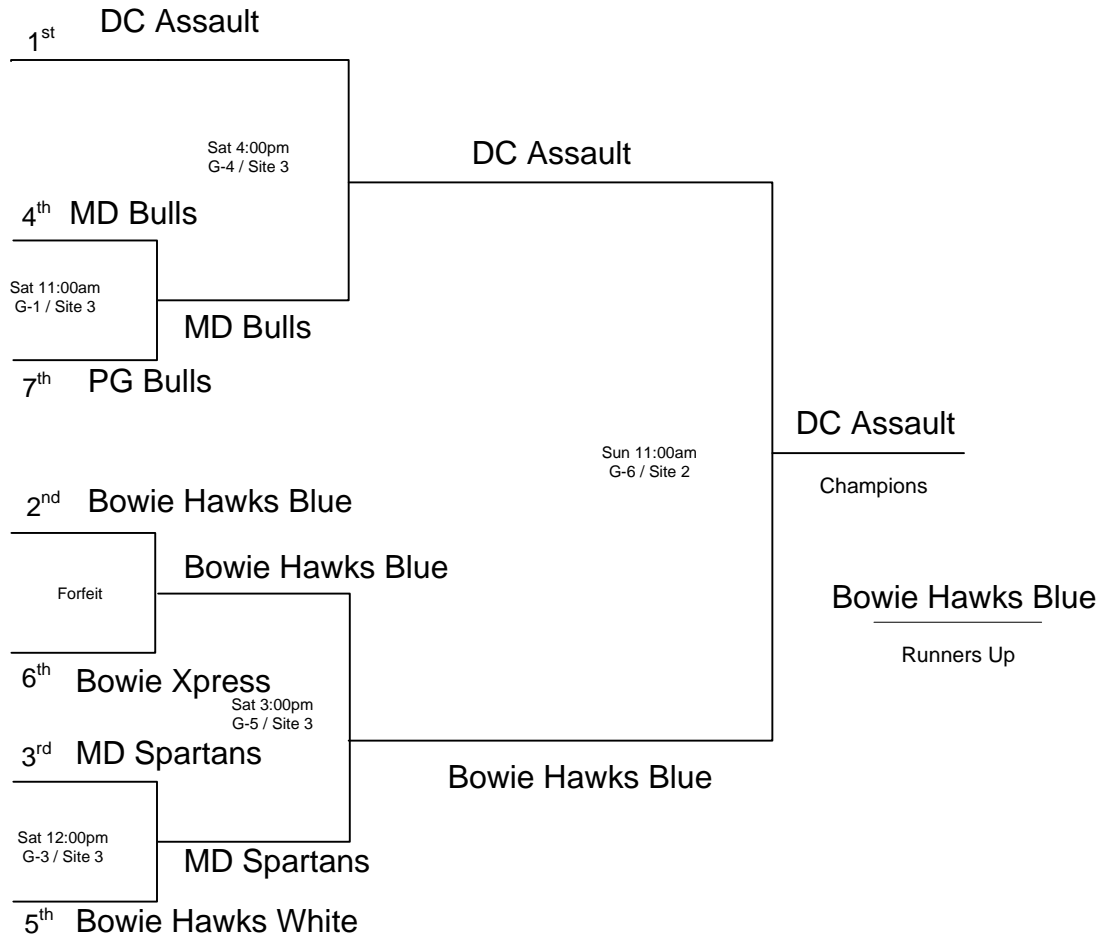 DC Assault
1st
Sat 4:00pm
G-4 / Site 3
DC Assault
4th MD Bulls
Sat 11:00am
G-1 / Site 3
MD Bulls
7th PG Bulls
DC Assault
Sun 11:00am
G-6 / Site 2
Champions
2nd Bowie Hawks Blue
Bowie Hawks Blue
Forfeit
Bowie Hawks Blue
Runners Up
6th Bowie Xpress
Sat 3:00pm
G-5 / Site 3
3rd MD Spartans
Bowie Hawks Blue
Sat 12:00pm
G-3 / Site 3
MD Spartans
5th Bowie Hawks White